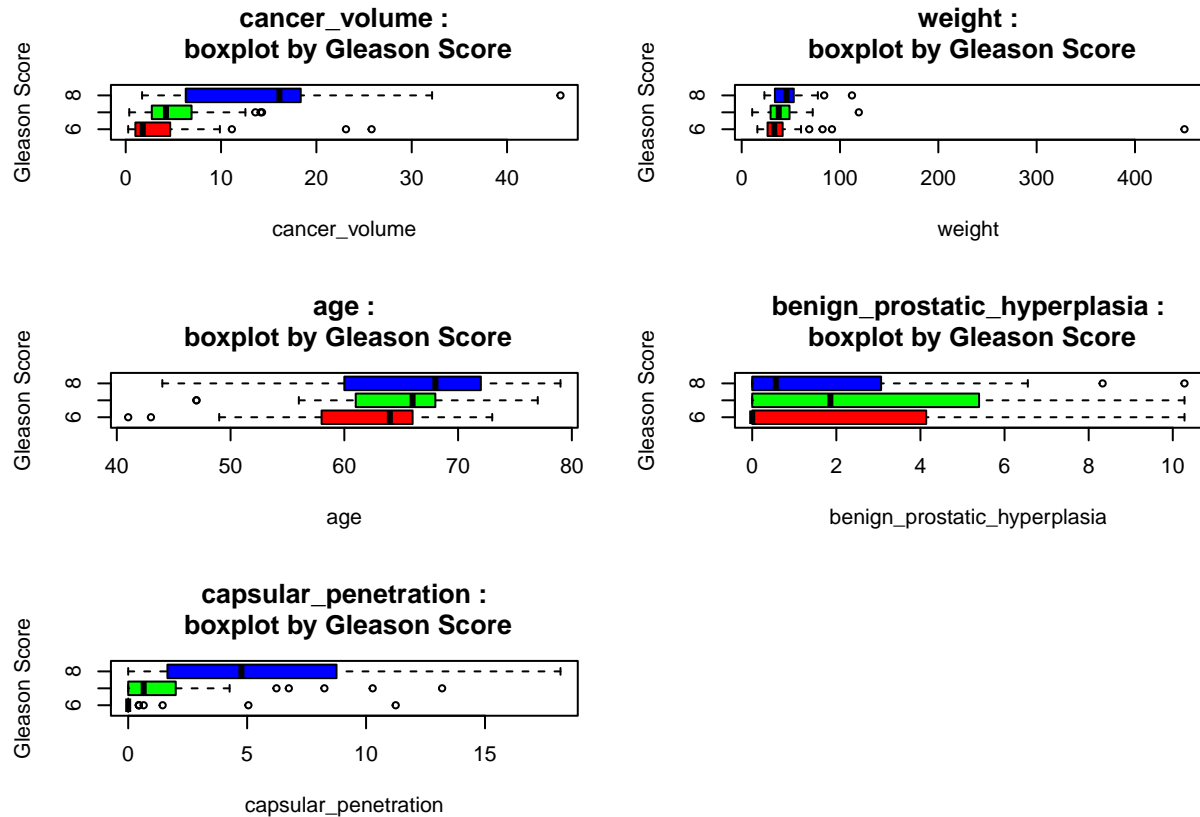 cancer_volume :
boxplot by Gleason Score
Gleason Score
8
6
0 10 20 30 40
cancer_volume
weight :
boxplot by Gleason Score
Gleason Score
8
6
0 100 200 300 400
weight
age :
boxplot by Gleason Score
Gleason Score
8
6
40 50 60 70 80
age
benign_prostatic_hyperplasia :
boxplot by Gleason Score
Gleason Score
8
6
0 2 4 6 8 10
benign_prostatic_hyperplasia
capsular_penetration :
boxplot by Gleason Score
Gleason Score
8
6
0 5 10 15
capsular_penetration